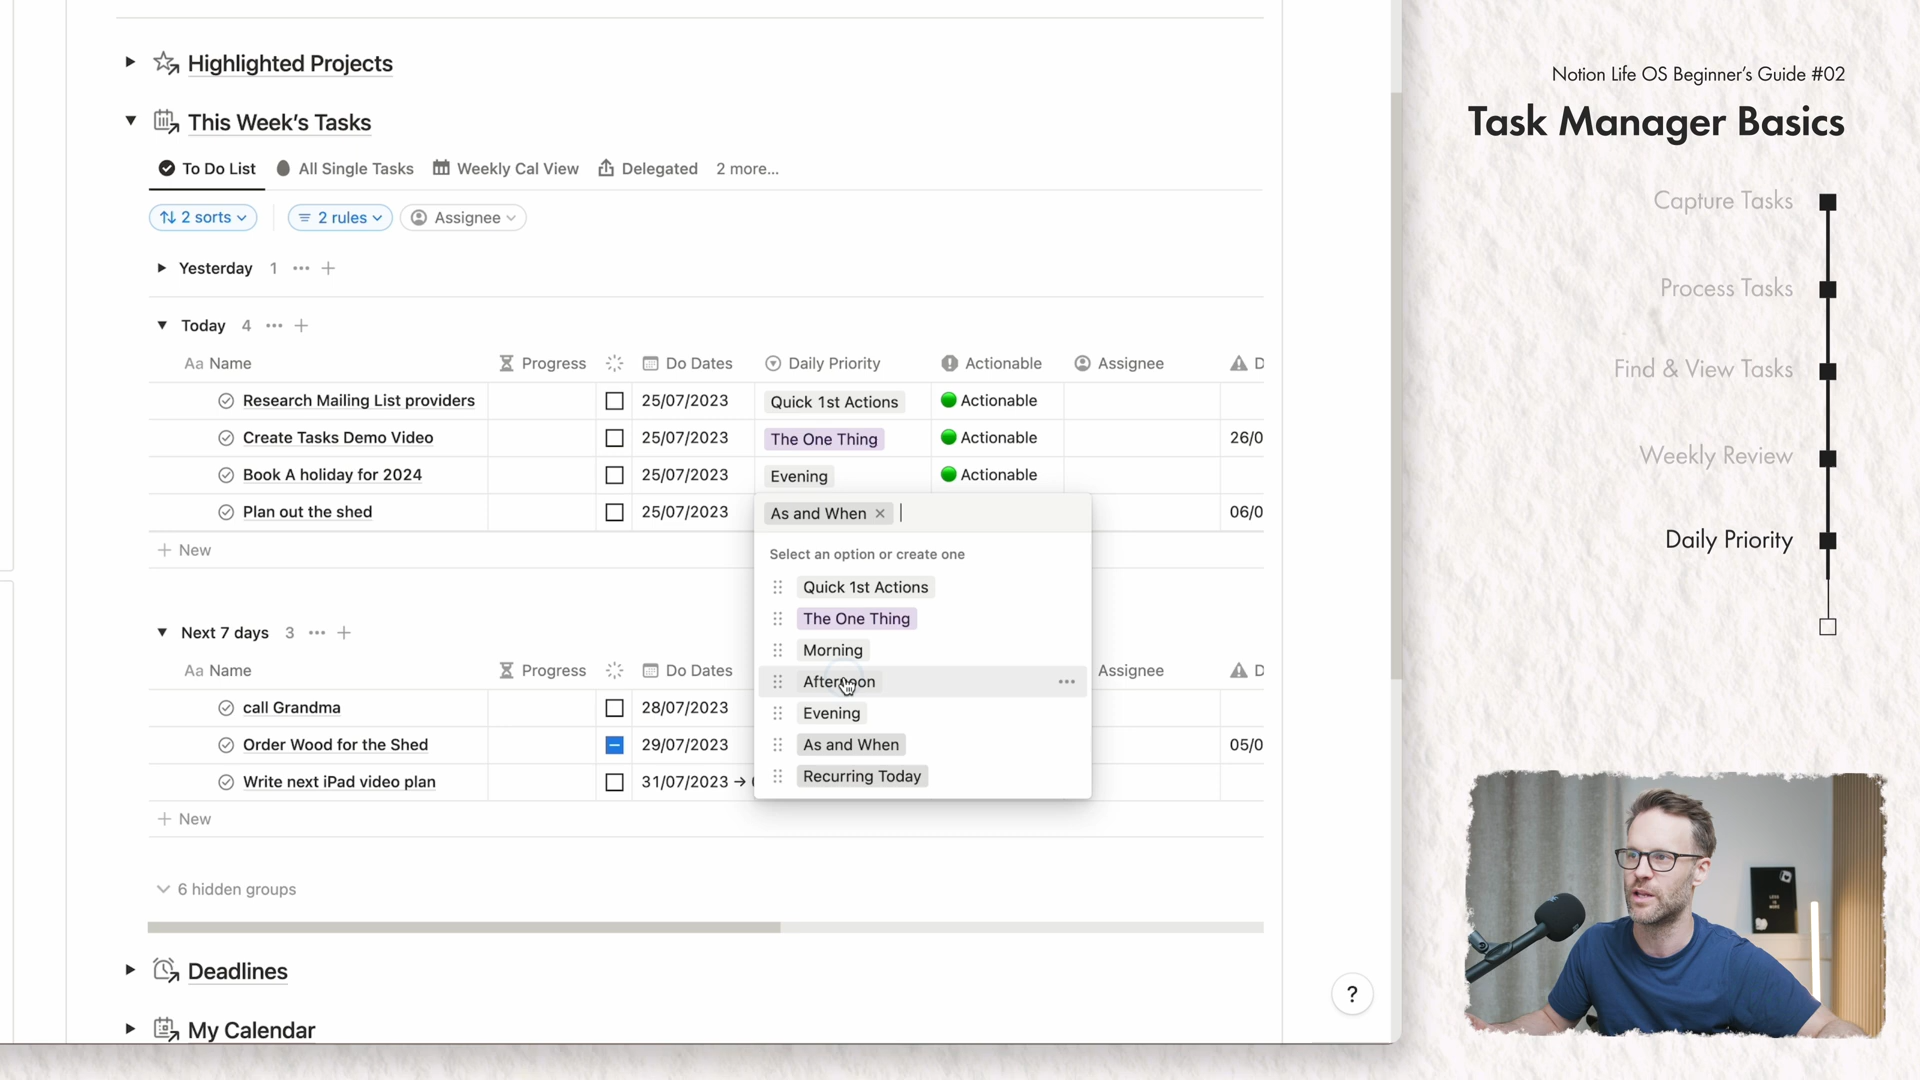 Notion Life OS Beginner's Guide #02
Task Manager Basics
Capture Tasks
Process Tasks
Find & View Tasks
Weekly Review
Daily Priority
Highlighted Projects
This Week's Tasks
To Do List All Single Tasks Weekly Cal View Delegated 2 more...
2 sorts 2 rules Assignee
Yesterday 1 ... +
Today 4 ... +
Aa Name Progress Do Dates Daily Priority Actionable Assignee D
Research Mailing List providers 25/07/2023 Quick 1st Actions Actionable
Create Tasks Demo Video 25/07/2023 The One Thing Actionable 26/0
Book A holiday for 2024 25/07/2023 Evening Actionable
Plan out the shed 25/07/2023 As and When × 06/0
+ New
Select an option or create one
Quick 1st Actions
The One Thing
Morning
Afternoon ...
Evening
As and When
Recurring Today
Next 7 days 3 ... +
Aa Name Progress Do Dates Assignee D
call Grandma 28/07/2023
Order Wood for the Shed 29/07/2023 05/0
Write next iPad video plan 31/07/2023 →
+ New
6 hidden groups
Deadlines
My Calendar
?